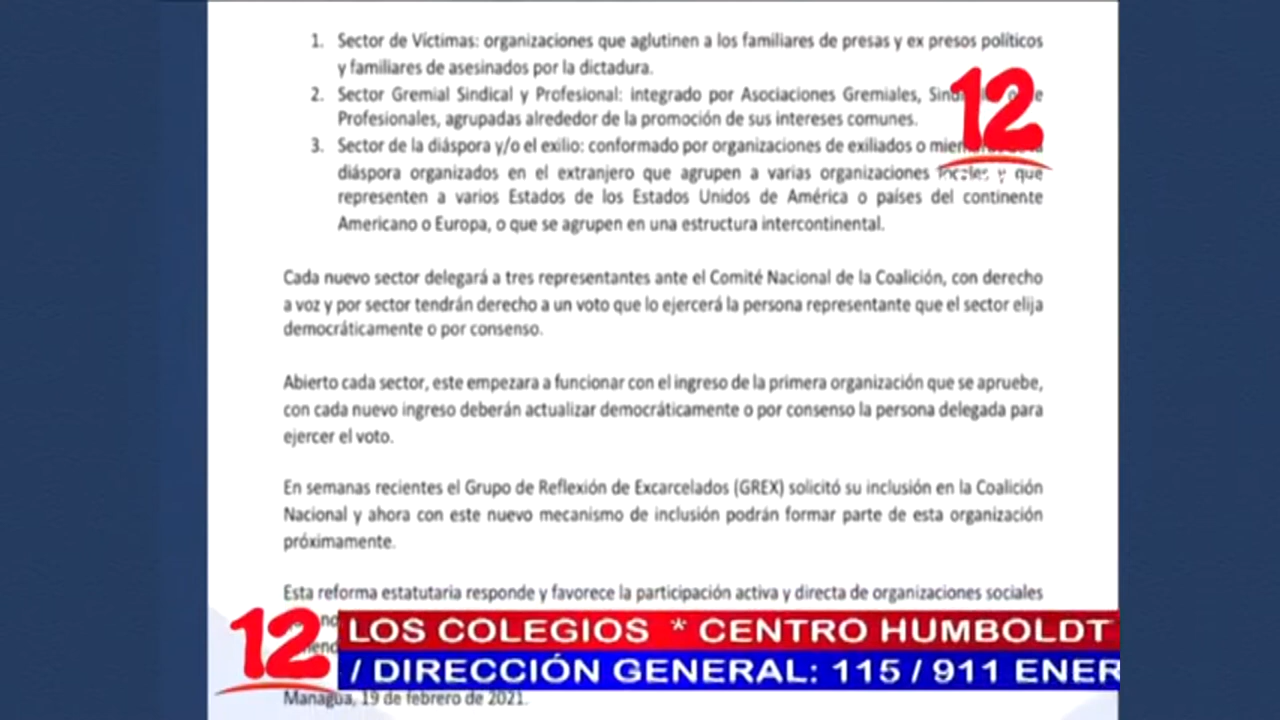 1. Sector de Víctimas: organizaciones que aglutinen a los familiares de presas y ex presos políticos
y familiares de asesinados por la dictadura.
2. Sector Gremial Sindical y Profesional: integrado por Asociaciones Gremiales,
Profesionales, agrupadas alrededor de la promoción de sus intereses comunes.
3. Sector de la diáspora y/o el exilio: conformado por organizaciones de exiliados o
diáspora organizados en el extranjero que agrupen a varias organizaciones locales y que
representen a varios Estados de los Estados Unidos de América o países del continente
Americano o Europa, o que se agrupen en una estructura intercontinental.
12
Cada nuevo sector delegará a tres representantes ante el Comité Nacional de la Coalición, con derecho
a voz y por sector tendrán derecho a un voto que lo ejercerá la persona representante que el sector elija
democráticamente o por consenso.
Abierto cada sector, este empezara a funcionar con el ingreso de la primera organización que se apruebe,
con cada nuevo ingreso deberán actualizar democráticamente o por consenso la persona delegada para
ejercer el voto.
En semanas recientes el Grupo de Reflexión de Excarcelados (GREX) solicitó su inclusión en la Coalición
Nacional y ahora con este nuevo mecanismo de inclusión podrán formar parte de esta organización
próximamente.
Esta reforma estatutaria responde y favorece la participación activa y directa de organizaciones sociales
12
LOS COLEGIOS * CENTRO HUMBOLDT
/ DIRECCIÓN GENERAL: 115 / 911 ENER
Managua, 19 de febrero de 2021.